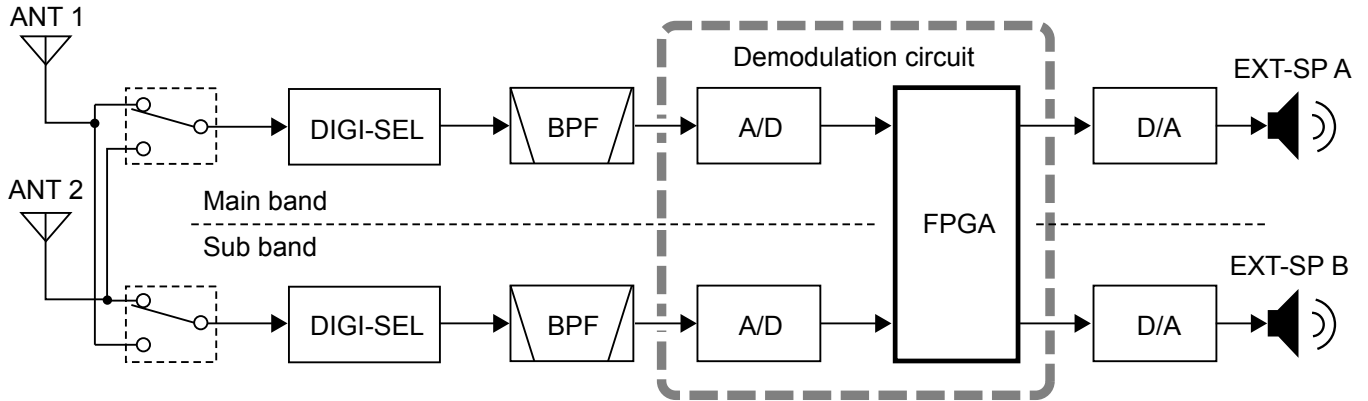 ANT 1
Demodulation circuit
EXT-SP A
DIGI-SEL
BPF
A/D
D/A
ANT 2
Main band
FPGA
Sub band
EXT-SP B
DIGI-SEL
BPF
A/D
D/A